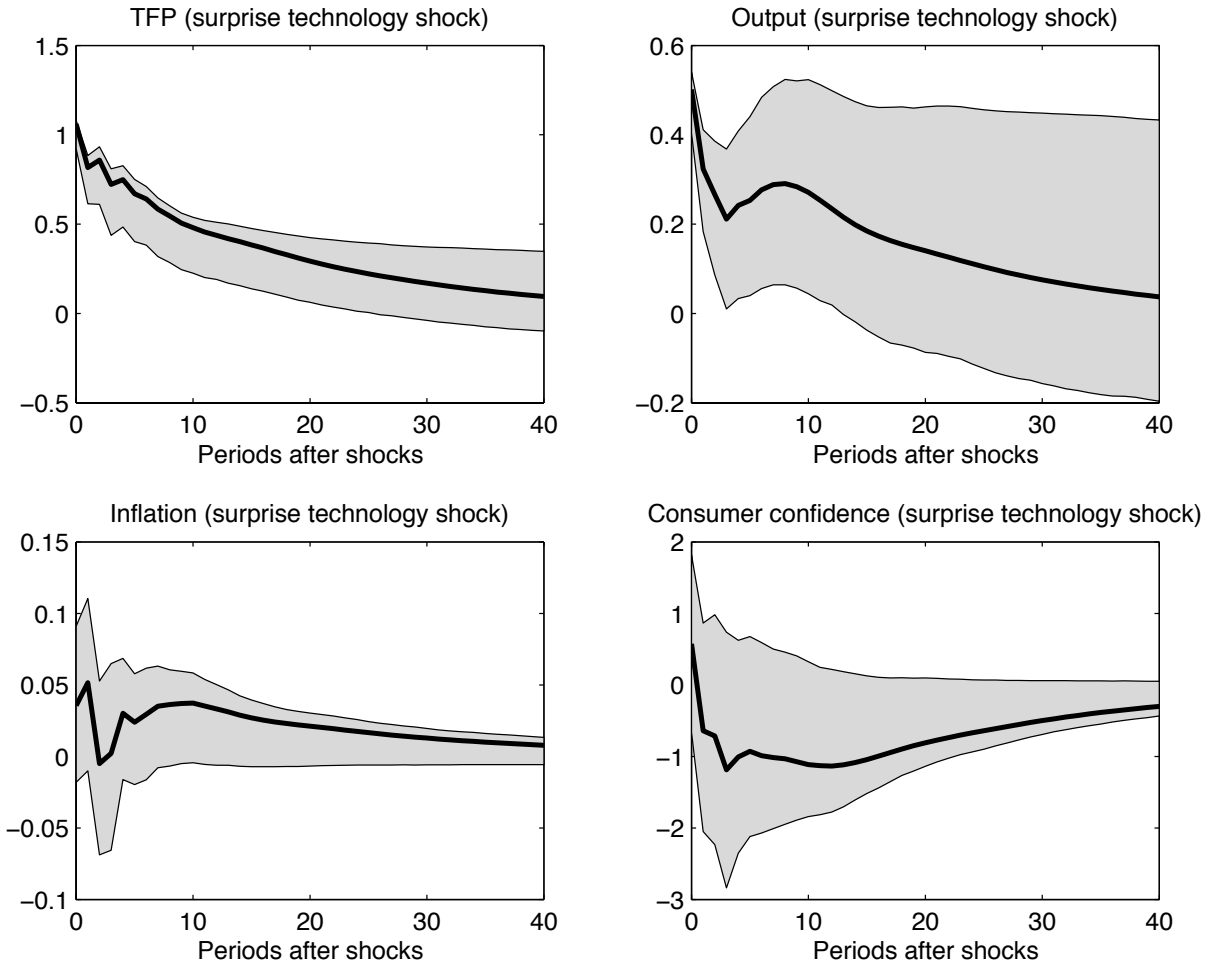 TFP (surprise technology shock)
1.5
1
0.5
0
−0.5
0 10 20 30 40
Periods after shocks
Output (surprise technology shock)
0.6
0.4
0.2
0
−0.2
0 10 20 30 40
Periods after shocks
Inflation (surprise technology shock)
0.15
0.1
0.05
0
−0.05
−0.1
0 10 20 30 40
Periods after shocks
Consumer confidence (surprise technology shock)
2
1
0
−1
−2
−3
0 10 20 30 40
Periods after shocks